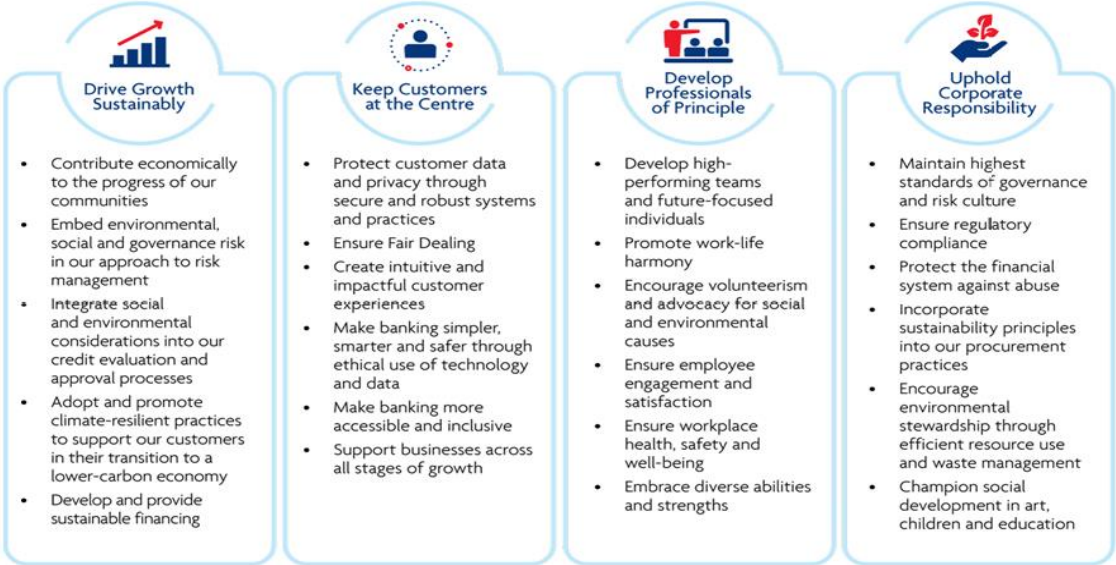 Drive Growth
Sustainably
• Contribute economically
to the progress of our
communities
• Embed environmental,
social and governance risk
in our approach to risk
management
• Integrate social
and environmental
considerations into our
credit evaluation and
approval processes
• Adopt and promote
climate-resilient practices
to support our customers
in their transition to a
lower-carbon economy
• Develop and provide
sustainable financing
Keep Customers
at the Centre
• Protect customer data
and privacy through
secure and robust systems
and practices
• Ensure Fair Dealing
• Create intuitive and
impactful customer
experiences
• Make banking simpler,
smarter and safer through
ethical use of technology
and data
• Make banking more
accessible and inclusive
• Support businesses across
all stages of growth
Develop
Professionals
of Principle
• Develop high-
performing teams
and future-focused
individuals
• Promote work-life
harmony
• Encourage volunteerism
and advocacy for social
and environmental
causes
• Ensure employee
engagement and
satisfaction
• Ensure workplace
health, safety and
well-being
• Embrace diverse abilities
and strengths
Uphold
Corporate
Responsibility
• Maintain highest
standards of governance
and risk culture
• Ensure regulatory
compliance
• Protect the financial
system against abuse
• Incorporate
sustainability principles
into our procurement
practices
• Encourage
environmental
stewardship through
efficient resource use
and waste management
• Champion social
development in art,
children and education